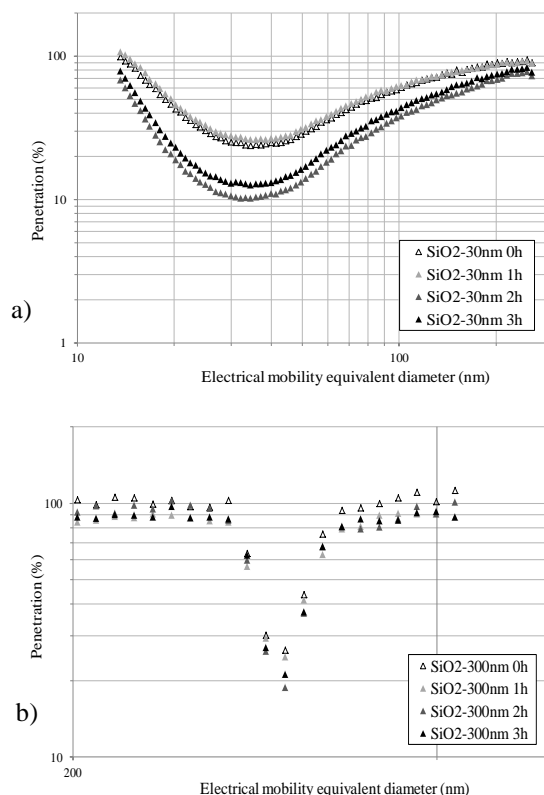 100
10
1
Penetration (%)
10
100
Electrical mobility equivalent diameter (nm)
SiO2-30nm 0h
SiO2-30nm 1h
SiO2-30nm 2h
SiO2-30nm 3h
a)
100
10
Penetration (%)
200
Electrical mobility equivalent diameter (nm)
SiO2-300nm 0h
SiO2-300nm 1h
SiO2-300nm 2h
SiO2-300nm 3h
b)